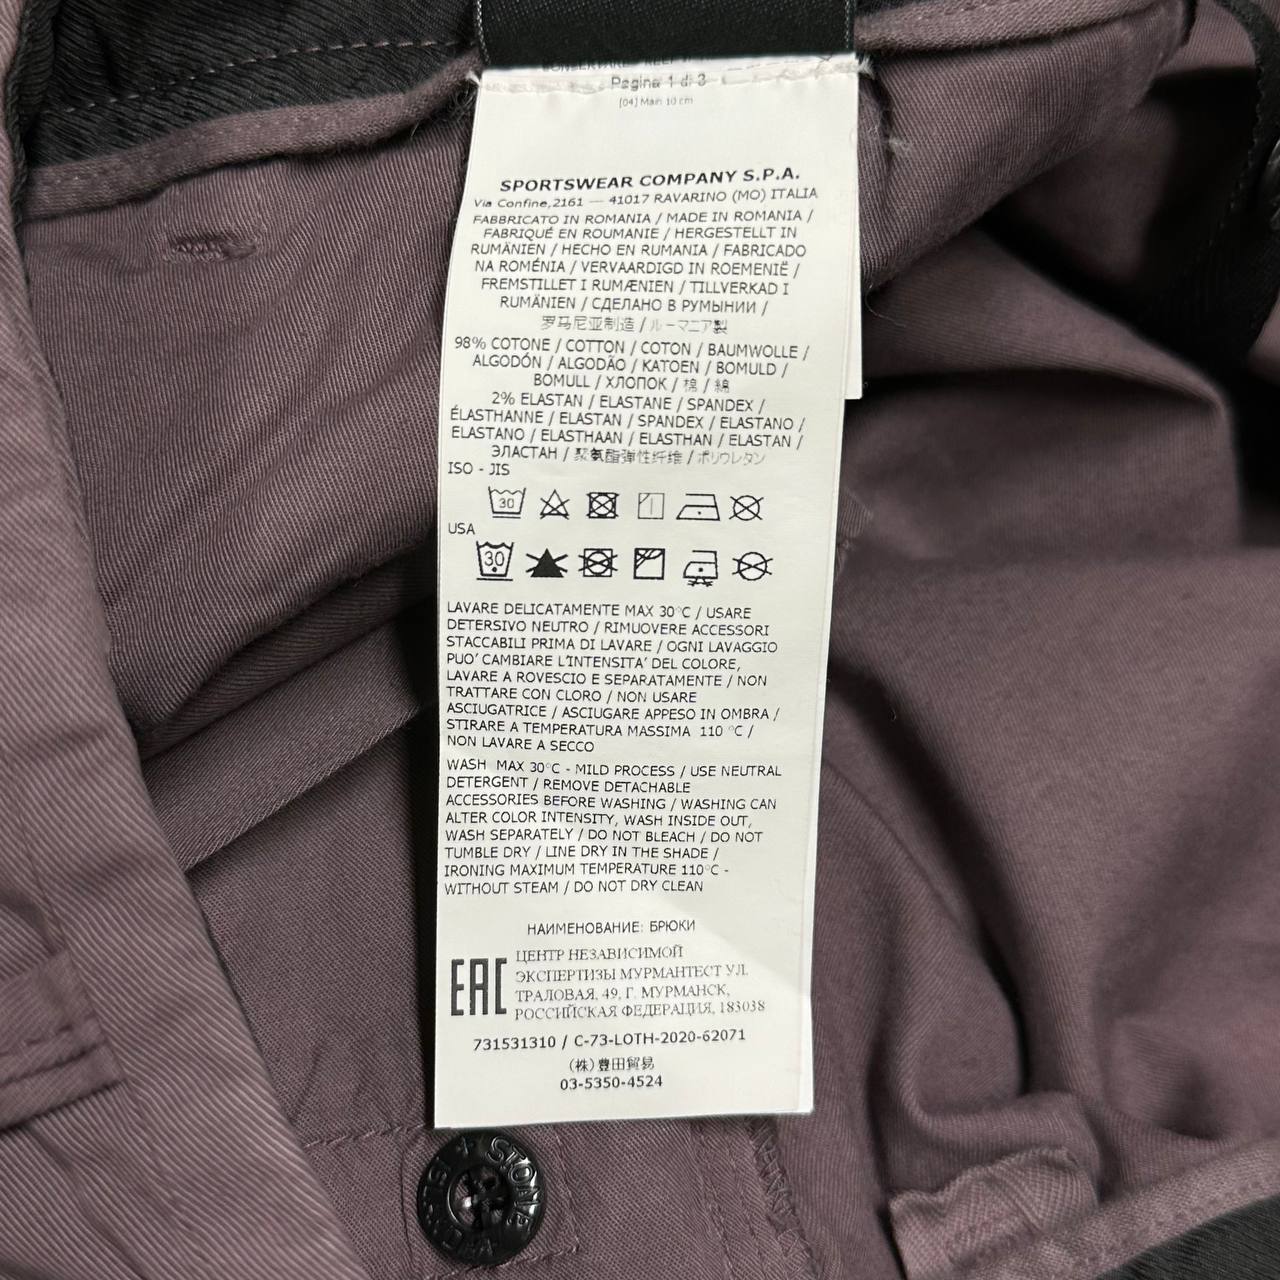 Pagina 1 di 3
[04] Main 10 cm
SPORTSWEAR COMPANY S.P.A.
Via Confine,2161 — 41017 RAVARINO (MO) ITALIA
FABBRICATO IN ROMANIA / MADE IN ROMANIA /
FABRIQUÉ EN ROUMANIE / HERGESTELLT IN
RUMÄNIEN / HECHO EN RUMANIA / FABRICADO
NA ROMÉNIA / VERVAARDIGD IN ROEMENIË /
FREMSTILLET I RUMÆNIEN / TILLVERKAD I
RUMÄNIEN / СДЕЛАНО В РУМЫНИИ /
罗马尼亚制造 / ルーマニア製
98% COTONE / COTTON / COTON / BAUMWOLLE /
ALGODÓN / ALGODÃO / KATOEN / BOMULD /
BOMULL / ХЛОПОК / 棉 / 綿
2% ELASTAN / ELASTANE / SPANDEX /
ÉLASTHANNE / ELASTAN / SPANDEX / ELASTANO /
ELASTANO / ELASTHAAN / ELASTHAN / ELASTAN /
ЭЛАСТАН / 聚氨酯弹性纤维 / ポリウレタン
ISO - JIS
30
USA
30
LAVARE DELICATAMENTE MAX 30°C / USARE
DETERSIVO NEUTRO / RIMUOVERE ACCESSORI
STACCABILI PRIMA DI LAVARE / OGNI LAVAGGIO
PUO' CAMBIARE L'INTENSITA' DEL COLORE,
LAVARE A ROVESCIO E SEPARATAMENTE / NON
TRATTARE CON CLORO / NON USARE
ASCIUGATRICE / ASCIUGARE APPESO IN OMBRA /
STIRARE A TEMPERATURA MASSIMA 110 °C /
NON LAVARE A SECCO
WASH MAX 30°C - MILD PROCESS / USE NEUTRAL
DETERGENT / REMOVE DETACHABLE
ACCESSORIES BEFORE WASHING / WASHING CAN
ALTER COLOR INTENSITY, WASH INSIDE OUT,
WASH SEPARATELY / DO NOT BLEACH / DO NOT
TUMBLE DRY / LINE DRY IN THE SHADE /
IRONING MAXIMUM TEMPERATURE 110°C -
WITHOUT STEAM / DO NOT DRY CLEAN
НАИМЕНОВАНИЕ: БРЮКИ
EAC
ЦЕНТР НЕЗАВИСИМОЙ
ЭКСПЕРТИЗЫ МУРМАНТЕСТ УЛ.
ТРАЛОВАЯ, 49, Г. МУРМАНСК,
РОССИЙСКАЯ ФЕДЕРАЦИЯ, 183038
731531310 / C-73-LOTH-2020-62071
(株)豊田貿易
03-5350-4524
STONE